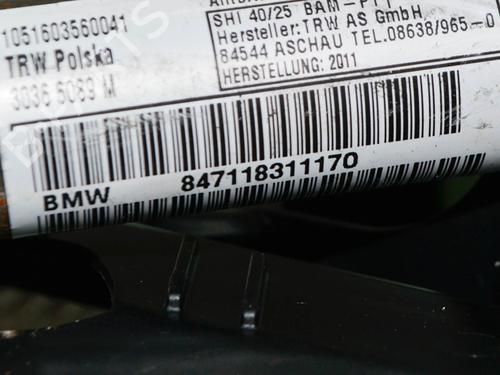 1051603560041
TRW Polska
3036 6089 M
SHI 40/25 BAM-PT1
Hersteller:TRW AS GmbH
84544 ASCHAU TEL.08638/965-0
HERSTELLUNG: 2011
BMW 847118311170